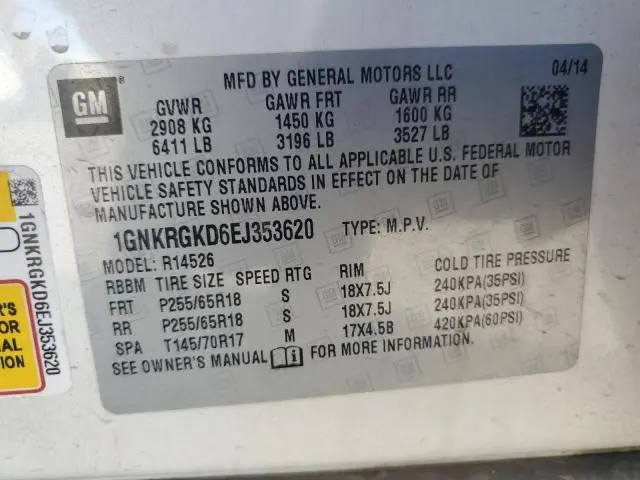 GM
MFD BY GENERAL MOTORS LLC 04/14
GVWR GAWR FRT GAWR RR
2908 KG 1450 KG 1600 KG
6411 LB 3196 LB 3527 LB
THIS VEHICLE CONFORMS TO ALL APPLICABLE U.S. FEDERAL MOTOR
VEHICLE SAFETY STANDARDS IN EFFECT ON THE DATE OF
MANUFACTURE SHOWN ABOVE.
1GNKRGKD6EJ353620 TYPE: M.P.V.
MODEL: R14526
RBBM TIRE SIZE SPEED RTG RIM COLD TIRE PRESSURE
FRT P255/65R18 S 18X7.5J 240KPA(35PSI)
RR P255/65R18 S 18X7.5J 240KPA(35PSI)
SPA T145/70R17 M 17X4.5B 420KPA(60PSI)
SEE OWNER'S MANUAL FOR MORE INFORMATION.
1GNKRGKD6EJ353620
R'S
FOR
NAL
ATION